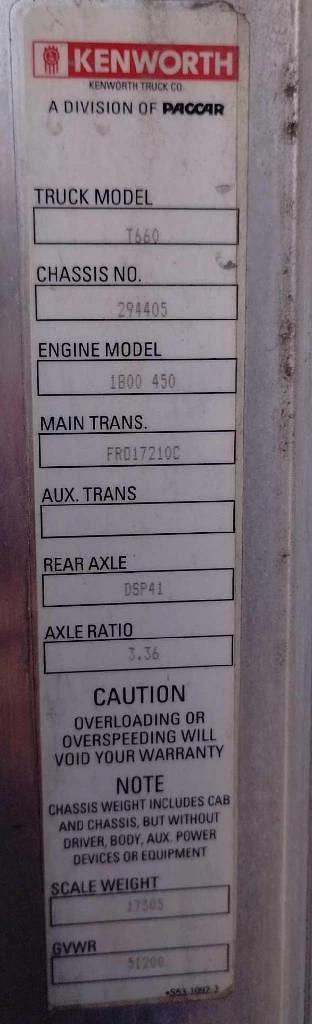 KENWORTH
KENWORTH TRUCK CO.
A DIVISION OF PACCAR
TRUCK MODEL
T660
CHASSIS NO.
294405
ENGINE MODEL
1800 450
MAIN TRANS.
FRO17210C
AUX. TRANS
REAR AXLE
DSP41
AXLE RATIO
3.36
CAUTION
OVERLOADING OR
OVERSPEEDING WILL
VOID YOUR WARRANTY
NOTE
CHASSIS WEIGHT INCLUDES CAB
AND CHASSIS, BUT WITHOUT
DRIVER, BODY, AUX. POWER
DEVICES OR EQUIPMENT
SCALE WEIGHT
17305
GVWR
51200